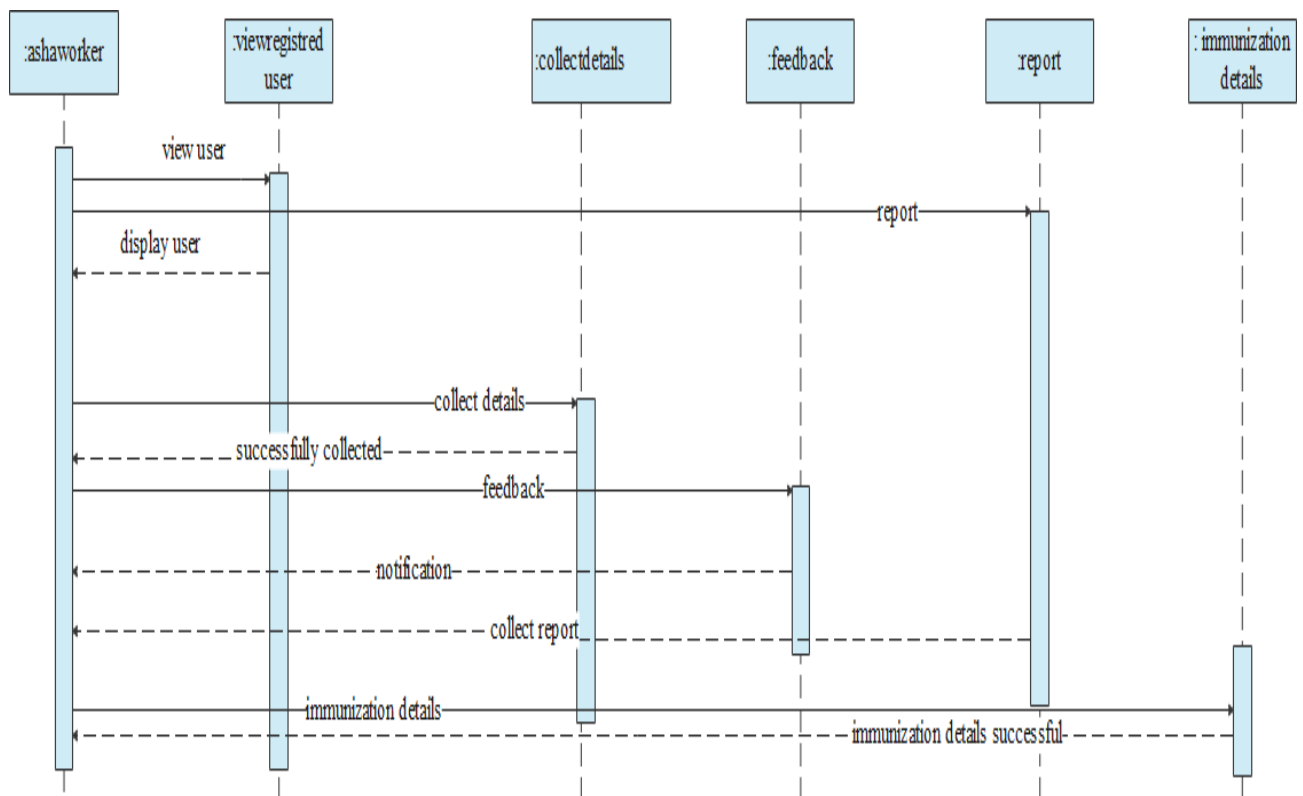 :ashaworker
:viewregistred
user
:collectdetails
:feedback
:report
: immunization
details
view user
report
display user
collect details
successfully collected
feedback
notification
collect report
immunization details
immunization details successful